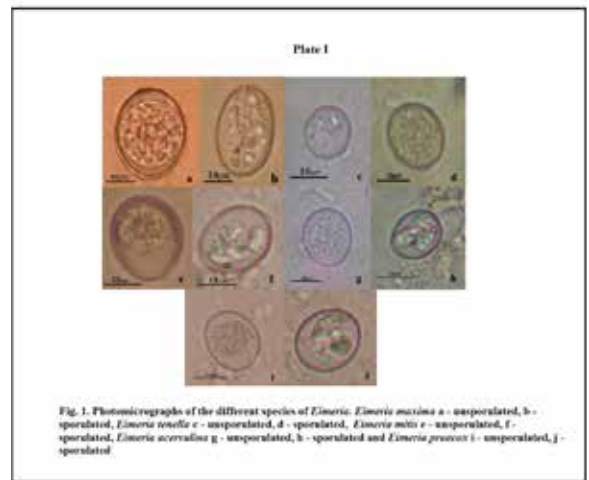 Plate I
a
b
c
d
e
f
g
h
i
j
Fig. 1. Photomicrographs of the different species of Eimeria. Eimeria maxima a - unsporulated, b -
sporulated, Eimeria tenella c - unsporulated, d - sporulated, Eimeria mitis e - unsporulated, f -
sporulated, Eimeria acervulina g - unsporulated, h - sporulated and Eimeria praecox i - unsporulated, j -
sporulated